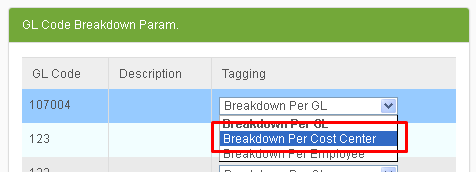 GL Code Breakdown Param.
GL Code Description Tagging
107004 Breakdown Per GL
Breakdown Per GL
123 Breakdown Per Cost Center
Breakdown Per Employee